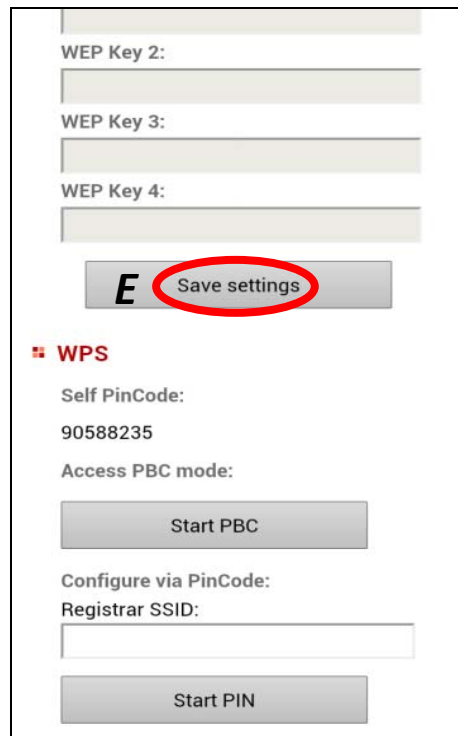 WEP Key 2:
WEP Key 3:
WEP Key 4:
E Save settings
WPS
Self PinCode:
90588235
Access PBC mode:
Start PBC
Configure via PinCode:
Registrar SSID:
Start PIN